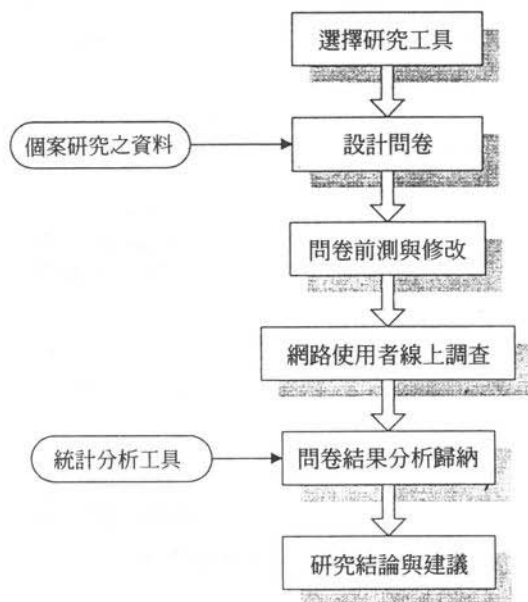 選擇研究工具
個案研究之資料
設計問卷
問卷前測與修改
網路使用者線上調查
統計分析工具
問卷結果分析歸納
研究結論與建議